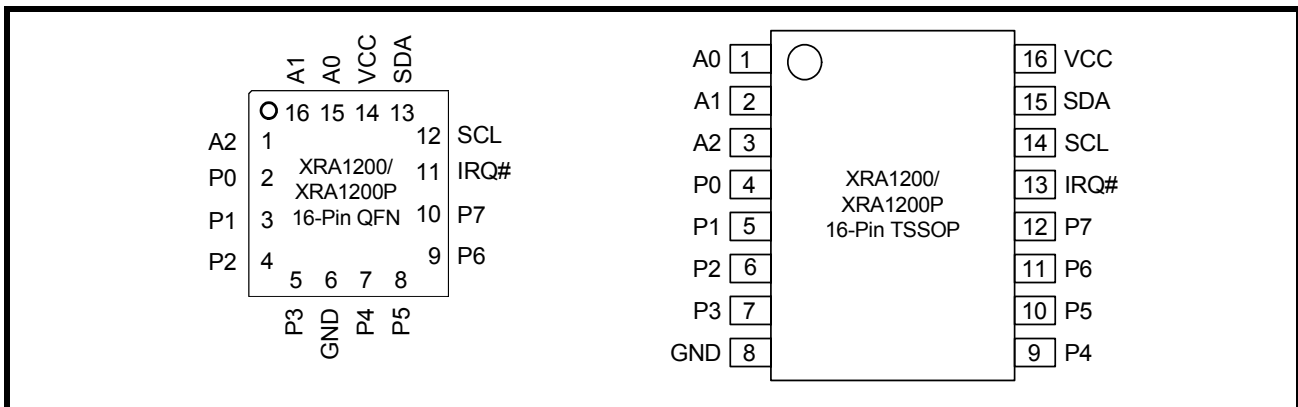 A1 A0 VCC SDA
16 15 14 13
A2 1 12 SCL
P0 2 11 IRQ#
P1 3 10 P7
P2 4 9 P6
XRA1200/
XRA1200P
16-Pin QFN
5 6 7 8
P3 GND P4 P5
A0 1 16 VCC
A1 2 15 SDA
A2 3 14 SCL
P0 4 13 IRQ#
P1 5 12 P7
P2 6 11 P6
P3 7 10 P5
GND 8 9 P4
XRA1200/
XRA1200P
16-Pin TSSOP